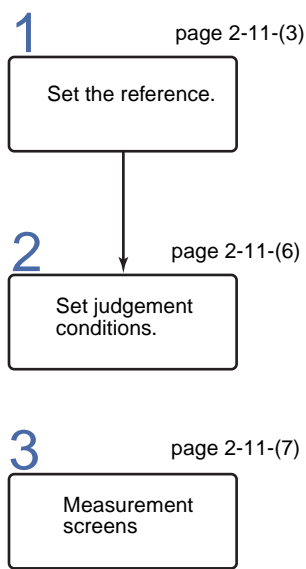 1
page 2-11-(3)
Set the reference.
2
page 2-11-(6)
Set judgement
conditions.
3
page 2-11-(7)
Measurement
screens